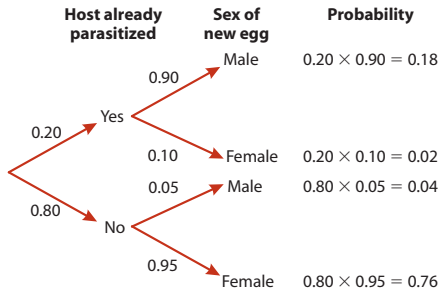 Host already parasitized
Sex of new egg
Probability
0.20
Yes
0.90
Male
0.20 × 0.90 = 0.18
0.10
Female
0.20 × 0.10 = 0.02
0.80
No
0.05
Male
0.80 × 0.05 = 0.04
0.95
Female
0.80 × 0.95 = 0.76